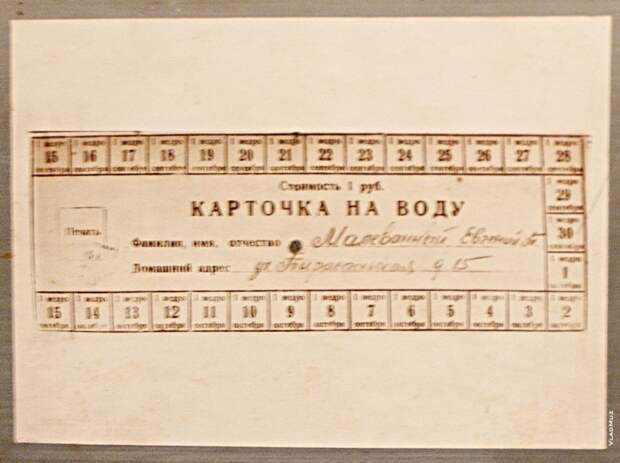 1 ведро 1 ведро 1 ведро 1 ведро 1 ведро 1 ведро 1 ведро 1 ведро 1 ведро 1 ведро 1 ведро 1 ведро 1 ведро 1 ведро
15 16 17 18 19 20 21 22 23 24 25 26 27 28
сентября сентября сентября сентября сентября сентября сентября сентября сентября сентября сентября сентября сентября сентября
Стоимость 1 руб.
КАРТОЧКА НА ВОДУ
Печать
Фамилия, имя, отчество Малеванный Евгений
Домашний адрес ул. д 15
1 ведро
29
сентября
1 ведро
30
сентября
1 ведро
1
октября
1 ведро 1 ведро 1 ведро 1 ведро 1 ведро 1 ведро 1 ведро 1 ведро 1 ведро 1 ведро 1 ведро 1 ведро 1 ведро 1 ведро
15 14 13 12 11 10 9 8 7 6 5 4 3 2
октября октября октября октября октября октября октября октября октября октября октября октября октября октября
VladMuz